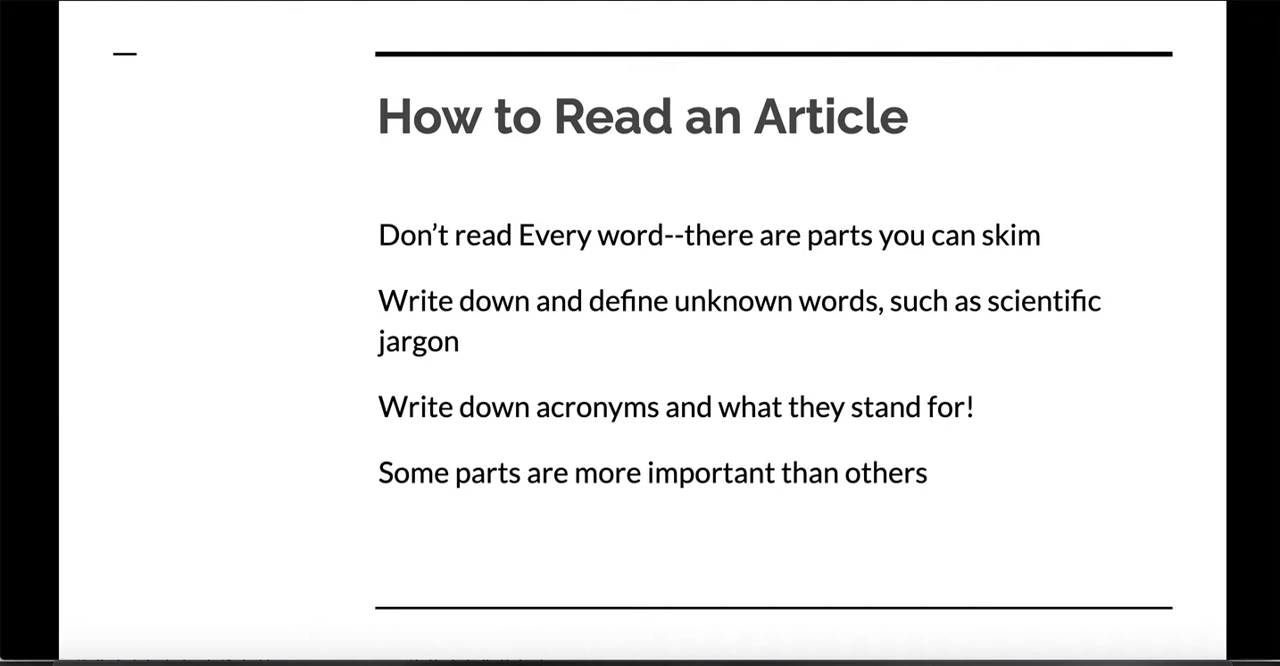 How to Read an Article
Don’t read Every word--there are parts you can skim
Write down and define unknown words, such as scientific
jargon
Write down acronyms and what they stand for!
Some parts are more important than others